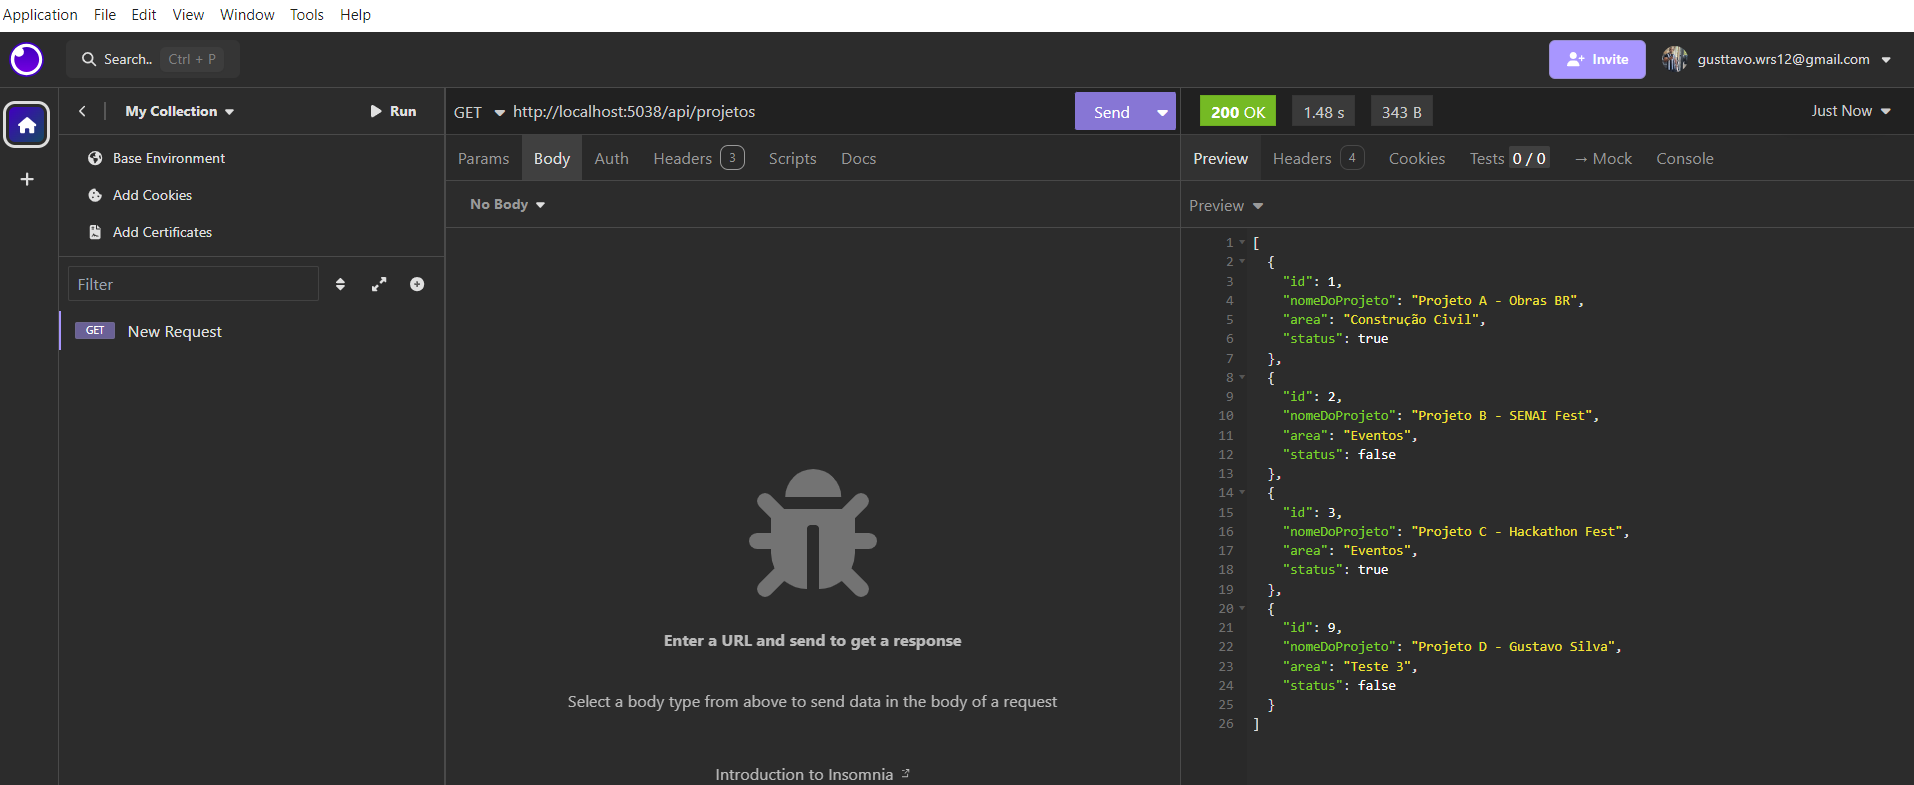 Application File Edit View Window Tools Help
Search.. Ctrl + P
Invite gusttavo.wrs12@gmail.com
My Collection Run
Base Environment
Add Cookies
Add Certificates
Filter
GET New Request
GET http://localhost:5038/api/projetos Send
Params Body Auth Headers 3 Scripts Docs
No Body
Enter a URL and send to get a response
Select a body type from above to send data in the body of a request
Introduction to Insomnia
200 OK 1.48 s 343 B Just Now
Preview Headers 4 Cookies Tests 0 / 0 → Mock Console
Preview
1 [
2 {
3 "id": 1,
4 "nomeDoProjeto": "Projeto A - Obras BR",
5 "area": "Construção Civil",
6 "status": true
7 },
8 {
9 "id": 2,
10 "nomeDoProjeto": "Projeto B - SENAI Fest",
11 "area": "Eventos",
12 "status": false
13 },
14 {
15 "id": 3,
16 "nomeDoProjeto": "Projeto C - Hackathon Fest",
17 "area": "Eventos",
18 "status": true
19 },
20 {
21 "id": 9,
22 "nomeDoProjeto": "Projeto D - Gustavo Silva",
23 "area": "Teste 3",
24 "status": false
25 }
26 ]